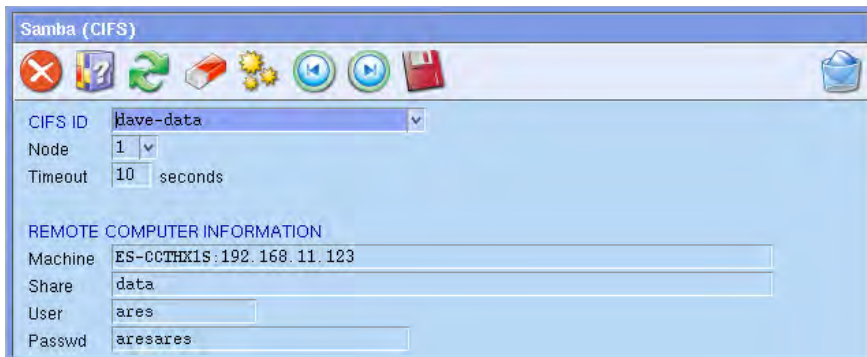 Samba (CIFS)
CIFS ID dave-data
Node 1
Timeout 10 seconds
REMOTE COMPUTER INFORMATION
Machine ES-CCTHX1S:192.168.11.123
Share data
User ares
Passwd aresares